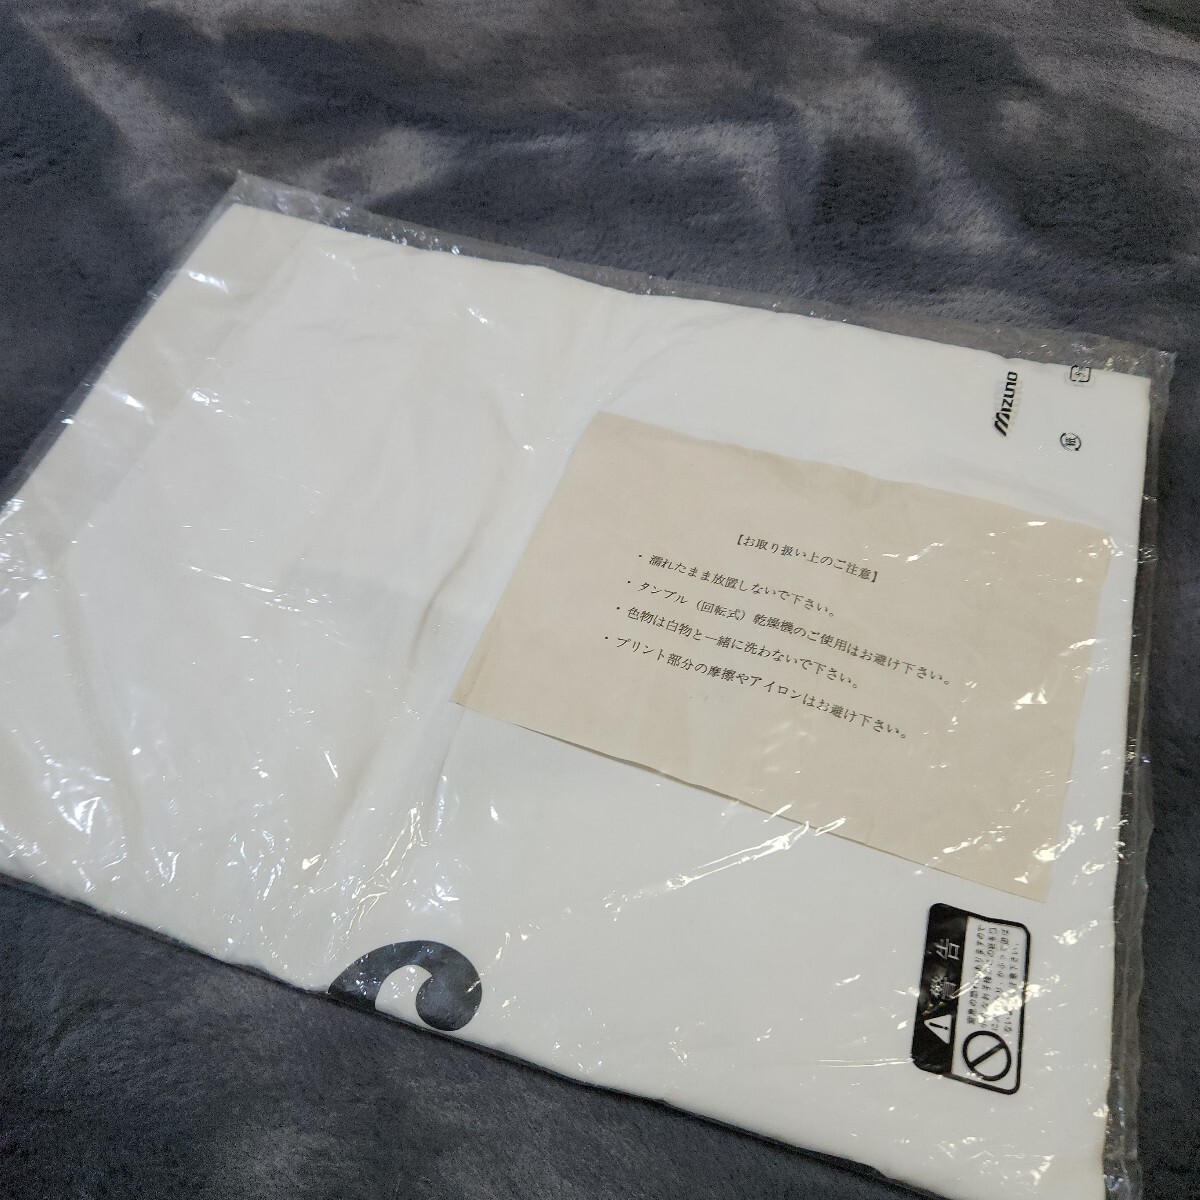 MIZUNO
プラ
紙
【お取り扱い上のご注意】
・濡れたまま放置しないで下さい。
・タンブル（回転式）乾燥機のご使用はお避け下さい。
・色物は白物と一緒に洗わないで下さい。
・プリント部分の摩擦やアイロンはお避け下さい。
警告